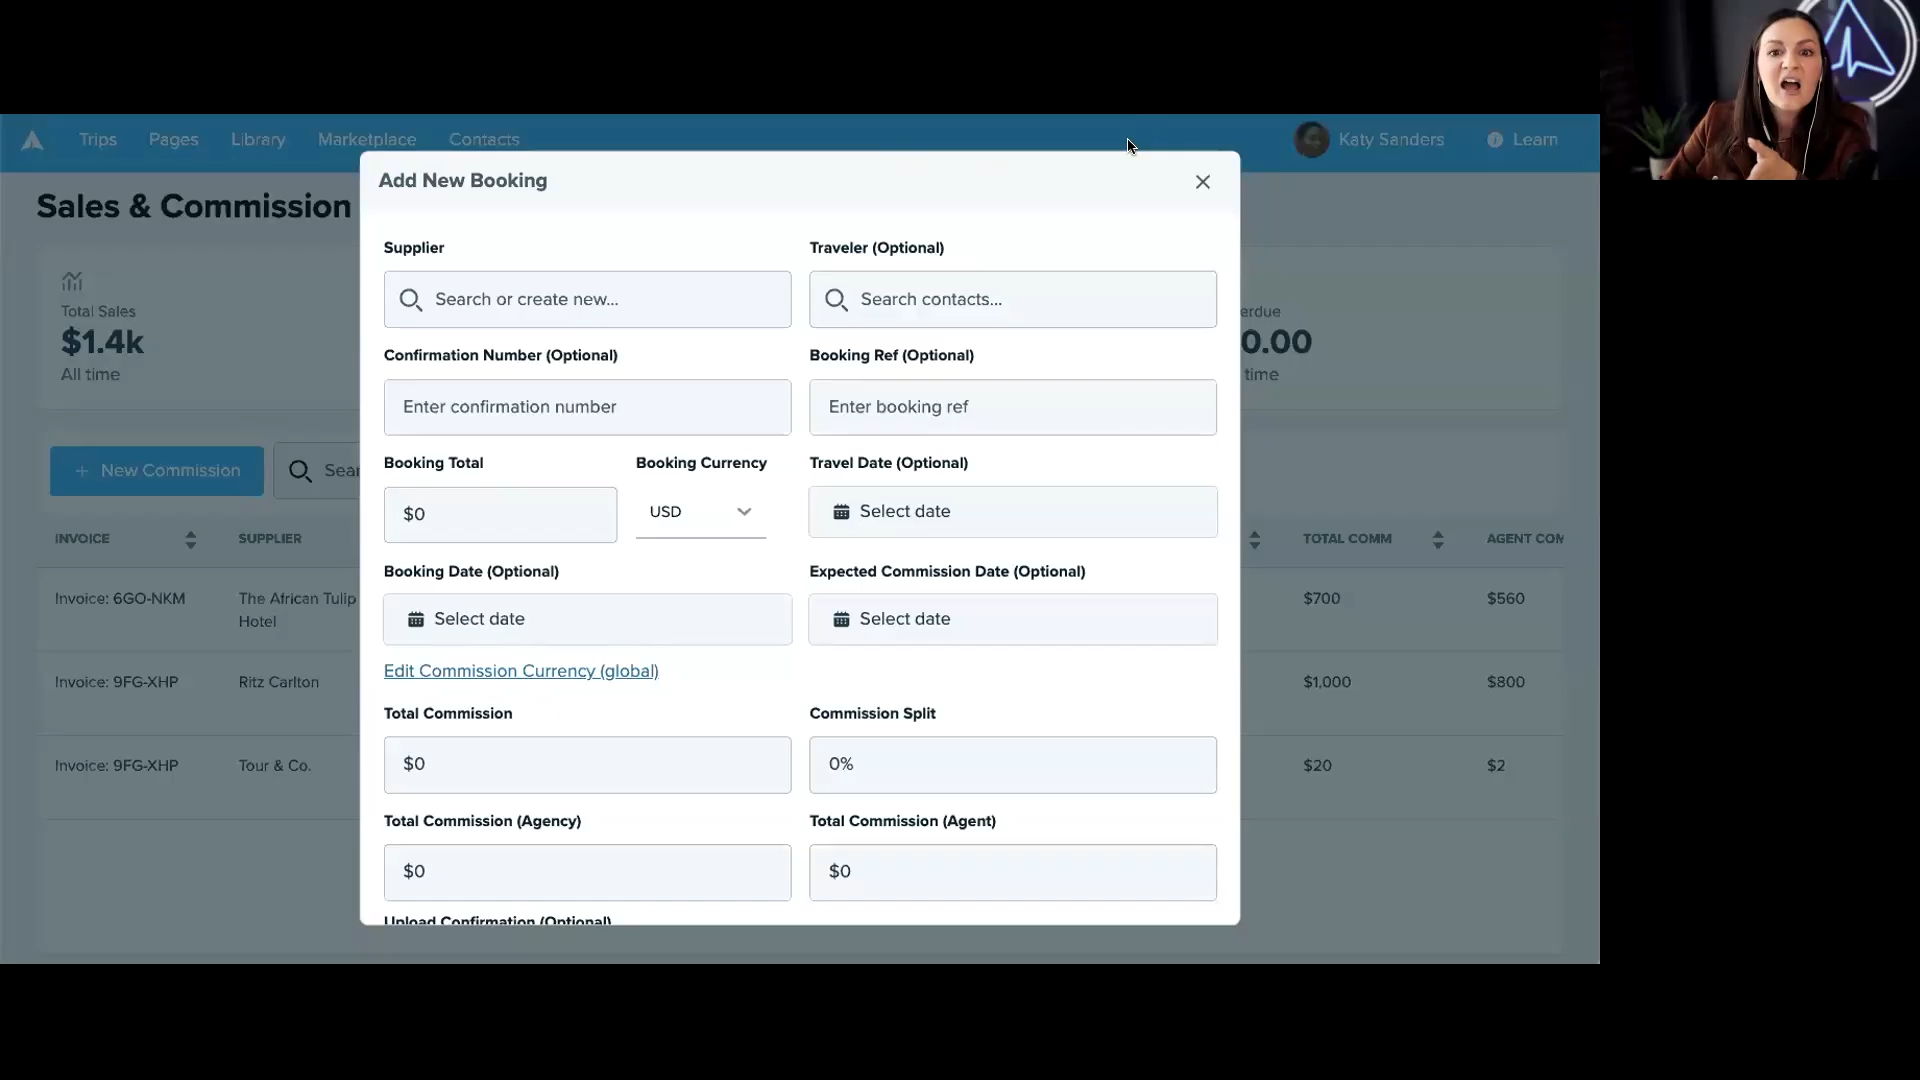 Trips Pages Library Marketplace Contacts Katy Sanders Learn
Sales & Commission
Total Sales
$1.4k
All time
erdue
0.00
time
+ New Commission Sear
INVOICE SUPPLIER TOTAL COMM AGENT COM
Invoice: 6GO-NKM The African Tulip Hotel $700 $560
Invoice: 9FG-XHP Ritz Carlton $1,000 $800
Invoice: 9FG-XHP Tour & Co. $20 $2
Add New Booking
Supplier Traveler (Optional)
Search or create new... Search contacts...
Confirmation Number (Optional) Booking Ref (Optional)
Enter confirmation number Enter booking ref
Booking Total Booking Currency Travel Date (Optional)
$0 USD Select date
Booking Date (Optional) Expected Commission Date (Optional)
Select date Select date
Edit Commission Currency (global)
Total Commission Commission Split
$0 0%
Total Commission (Agency) Total Commission (Agent)
$0 $0
Upload Confirmation (Optional)